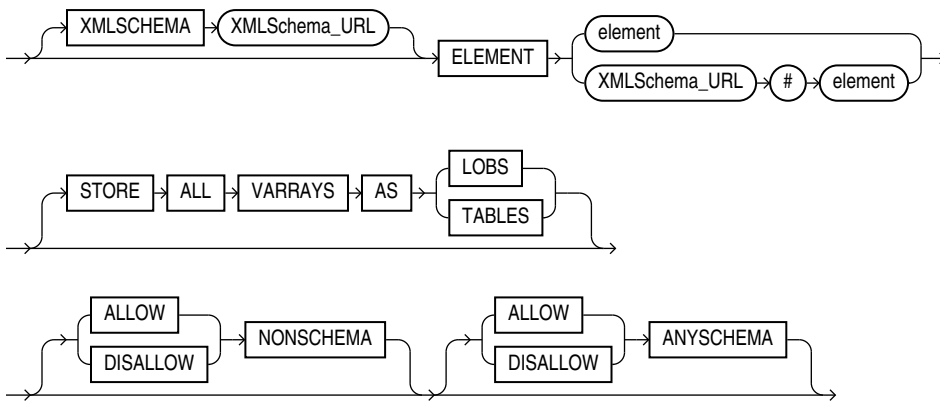 XMLSCHEMA XMLSchema_URL
ELEMENT element
XMLSchema_URL # element
STORE ALL VARRAYS AS LOBS
TABLES
ALLOW NONSCHEMA ALLOW ANYSCHEMA
DISALLOW DISALLOW